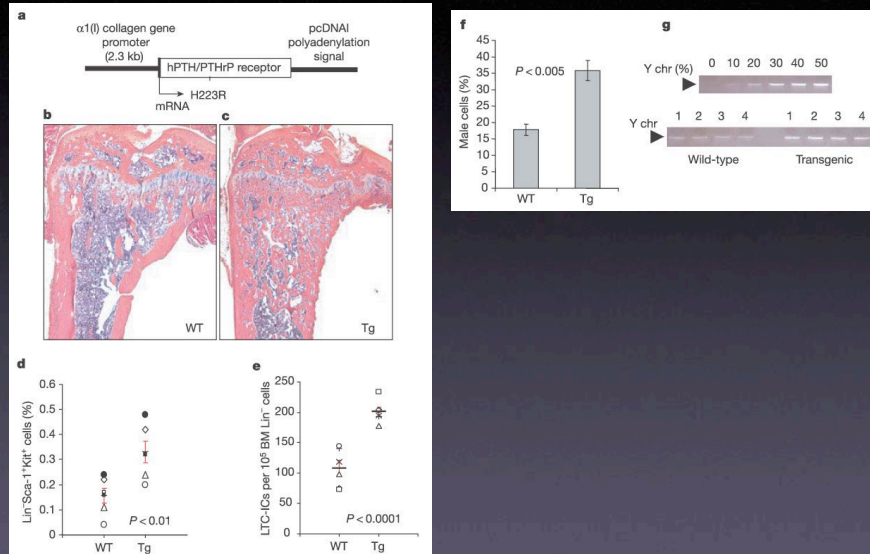 a
α1(I) collagen gene
promoter
(2.3 kb)
pcDNAI
polyadenylation
signal
hPTH/PTHrP receptor
H223R
mRNA
b
c
WT
Tg
d
Lin⁻Sca-1⁺Kit⁺ cells (%)
0.6
0.5
0.4
0.3
0.2
0.1
0
P < 0.01
WT
Tg
e
LTC-ICs per 10⁵ BM Lin⁻ cells
250
200
150
100
50
0
P < 0.0001
WT
Tg
f
Male cells (%)
45
40
35
30
25
20
15
10
5
0
P < 0.005
WT
Tg
g
Y chr (%)
0 10 20 30 40 50
Y chr
1 2 3 4 1 2 3 4
Wild-type Transgenic